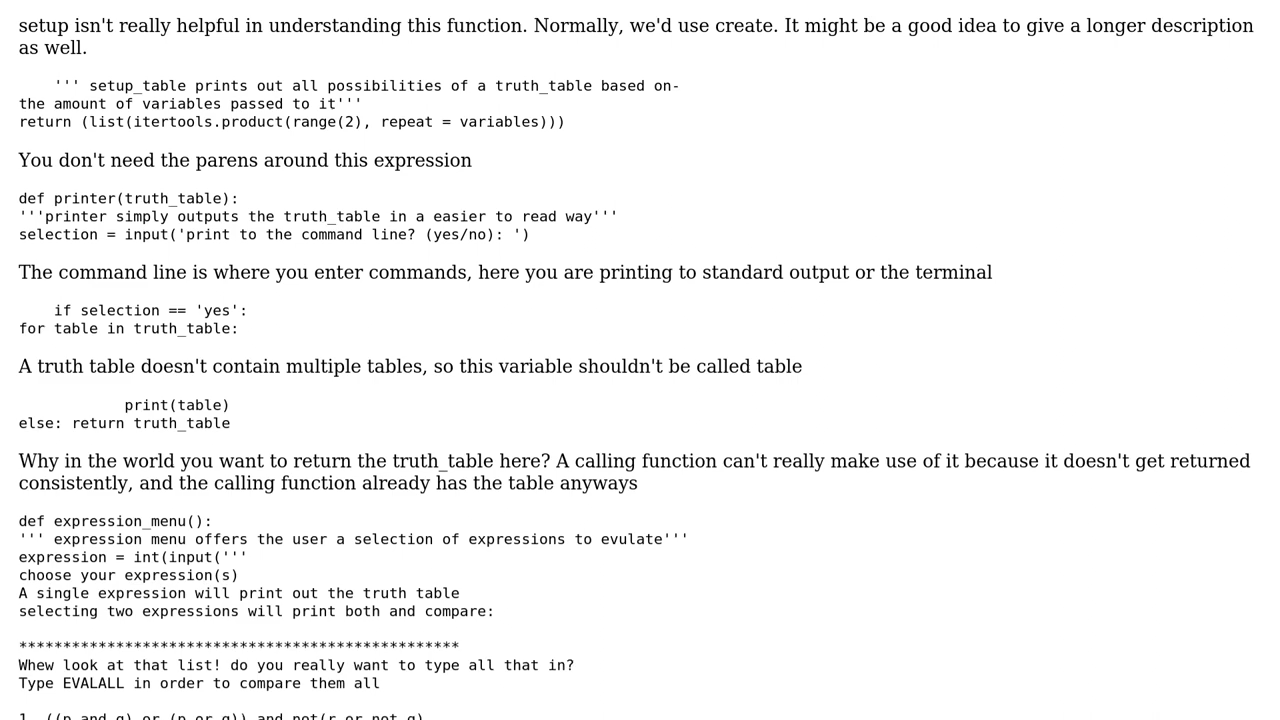 setup isn't really helpful in understanding this function. Normally, we'd use create. It might be a good idea to give a longer description
as well.
''' setup_table prints out all possibilities of a truth_table based on-
the amount of variables passed to it'''
return (list(itertools.product(range(2), repeat = variables)))
You don't need the parens around this expression
def printer(truth_table):
'''printer simply outputs the truth_table in a easier to read way'''
selection = input('print to the command line? (yes/no): ')
The command line is where you enter commands, here you are printing to standard output or the terminal
if selection == 'yes':
for table in truth_table:
A truth table doesn't contain multiple tables, so this variable shouldn't be called table
print(table)
else: return truth_table
Why in the world you want to return the truth_table here? A calling function can't really make use of it because it doesn't get returned
consistently, and the calling function already has the table anyways
def expression_menu():
''' expression menu offers the user a selection of expressions to evulate'''
expression = int(input('''
choose your expression(s)
A single expression will print out the truth table
selecting two expressions will print both and compare:
**************************************************
Whew look at that list! do you really want to type all that in?
Type EVALALL in order to compare them all
1. ((p and q) or (p or q)) and not(r or not q)